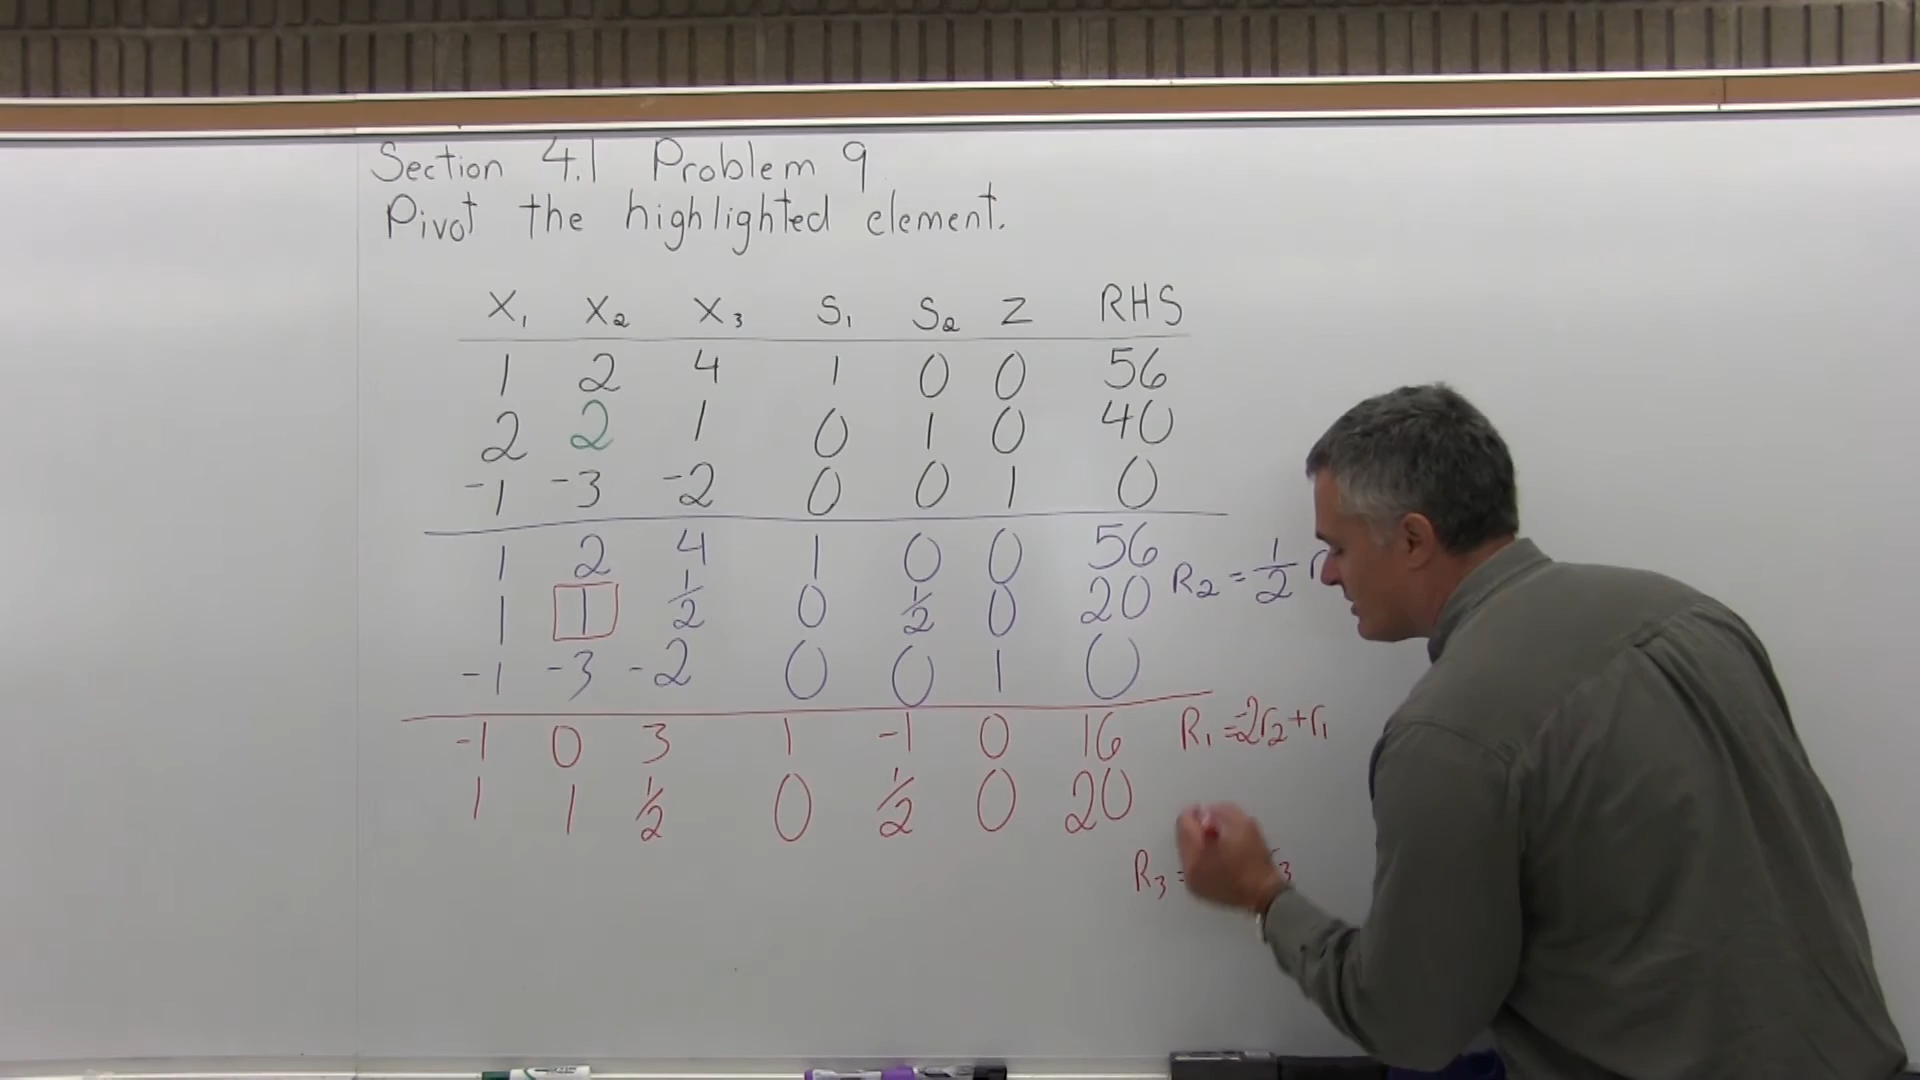 Section 4.1 Problem 9
Pivot the highlighted element.
X₁ X₂ X₃ S₁ S₂ Z RHS
1 2 4 1 0 0 56
2 2 1 0 1 0 40
-1 -3 -2 0 0 1 0
1 2 4 1 0 0 56
1 1 1/2 0 1/2 0 20 R₂ = 1/2 r
-1 -3 -2 0 0 1 0
-1 0 3 1 -1 0 16 R₁ = -2r₂ + r₁
1 1 1/2 0 1/2 0 20
R₃ = r₃